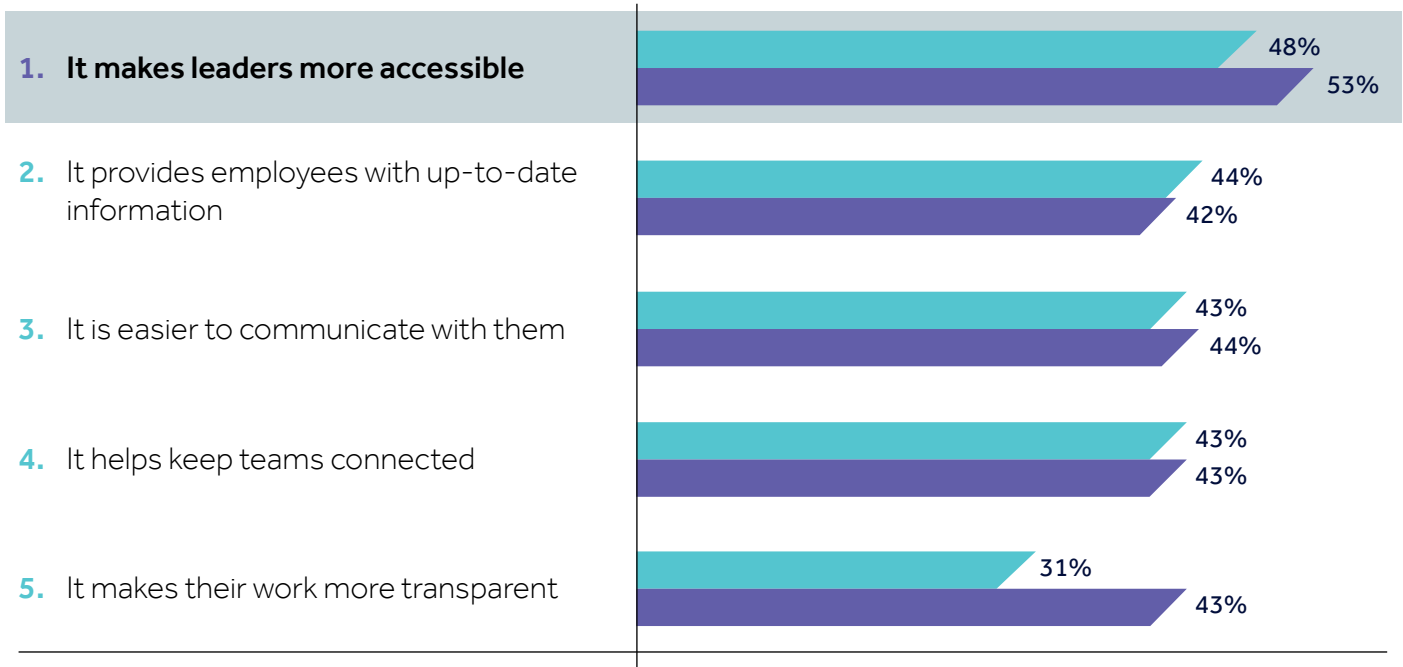 1. It makes leaders more accessible
48%
53%
2. It provides employees with up-to-date
information
44%
42%
3. It is easier to communicate with them
43%
44%
4. It helps keep teams connected
43%
43%
5. It makes their work more transparent
31%
43%